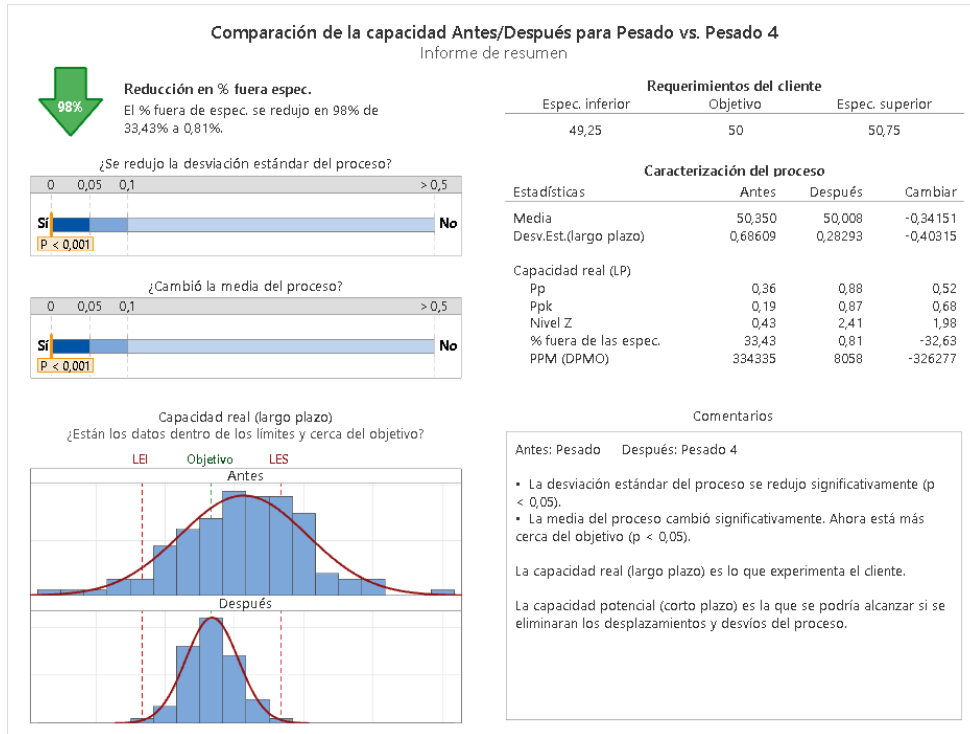 Comparación de la capacidad Antes/Después para Pesado vs. Pesado 4
Informe de resumen
98%
Reducción en % fuera espec.
El % fuera de espec. se redujo en 98% de
33,43% a 0,81%.
¿Se redujo la desviación estándar del proceso?
0 0,05 0,1 > 0,5
Sí No
P < 0,001
¿Cambió la media del proceso?
0 0,05 0,1 > 0,5
Sí No
P < 0,001
Capacidad real (largo plazo)
¿Están los datos dentro de los límites y cerca del objetivo?
LEI Objetivo LES
Antes
Después
Requerimientos del cliente
Espec. inferior Objetivo Espec. superior
49,25 50 50,75
Caracterización del proceso
Estadísticas Antes Después Cambiar
Media 50,350 50,008 -0,34151
Desv.Est.(largo plazo) 0,68609 0,28293 -0,40315
Capacidad real (LP)
Pp 0,36 0,88 0,52
Ppk 0,19 0,87 0,68
Nivel Z 0,43 2,41 1,98
% fuera de las espec. 33,43 0,81 -32,63
PPM (DPMO) 334335 8058 -326277
Comentarios
Antes: Pesado Después: Pesado 4
• La desviación estándar del proceso se redujo significativamente (p
< 0,05).
• La media del proceso cambió significativamente. Ahora está más
cerca del objetivo (p < 0,05).
La capacidad real (largo plazo) es lo que experimenta el cliente.
La capacidad potencial (corto plazo) es la que se podría alcanzar si se
eliminaran los desplazamientos y desvíos del proceso.